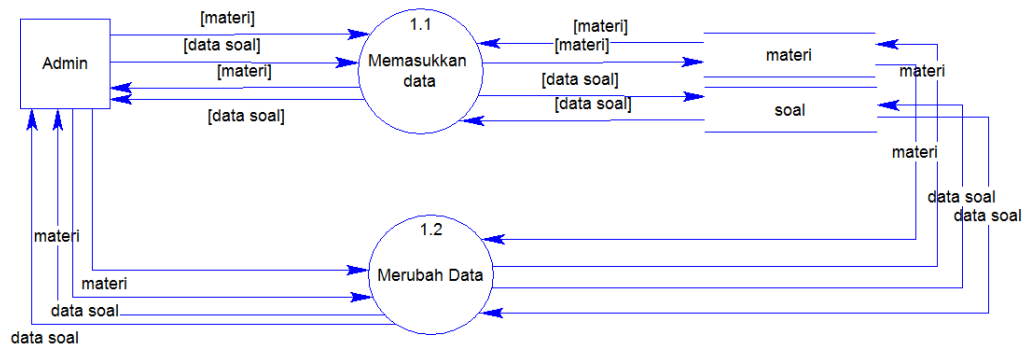 [materi]
[data soal]
[materi]
[data soal]
Admin
1.1
Memasukkan
data
[materi]
[materi]
[data soal]
[data soal]
materi
soal
materi
materi
data soal
data soal
1.2
Merubah Data
materi
materi
data soal
data soal